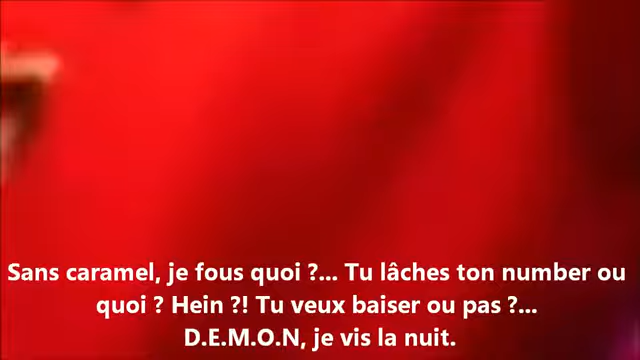 Sans caramel, je fous quoi ?... Tu lâches ton number ou
quoi ? Hein ?! Tu veux baiser ou pas ?...
D.E.M.O.N, je vis la nuit.